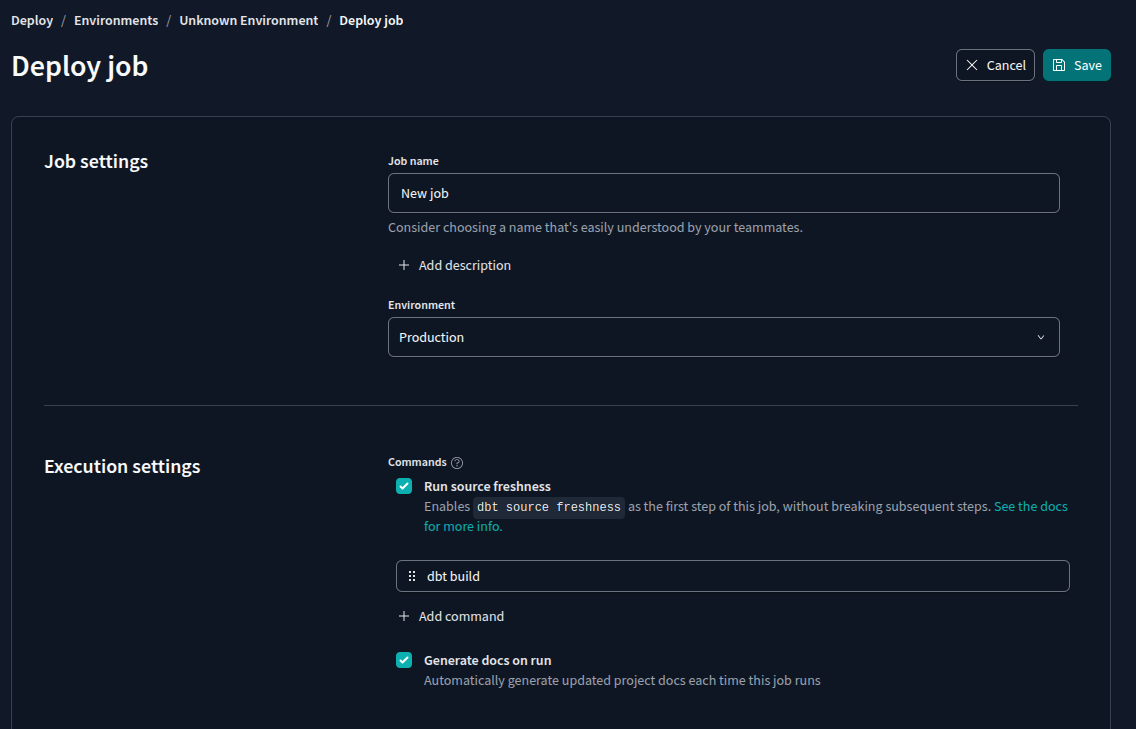 Deploy / Environments / Unknown Environment / Deploy job
Deploy job
Cancel
Save
Job settings
Job name
New job
Consider choosing a name that's easily understood by your teammates.
Add description
Environment
Production
Execution settings
Commands
Run source freshness
Enables dbt source freshness as the first step of this job, without breaking subsequent steps. See the docs
for more info.
dbt build
Add command
Generate docs on run
Automatically generate updated project docs each time this job runs